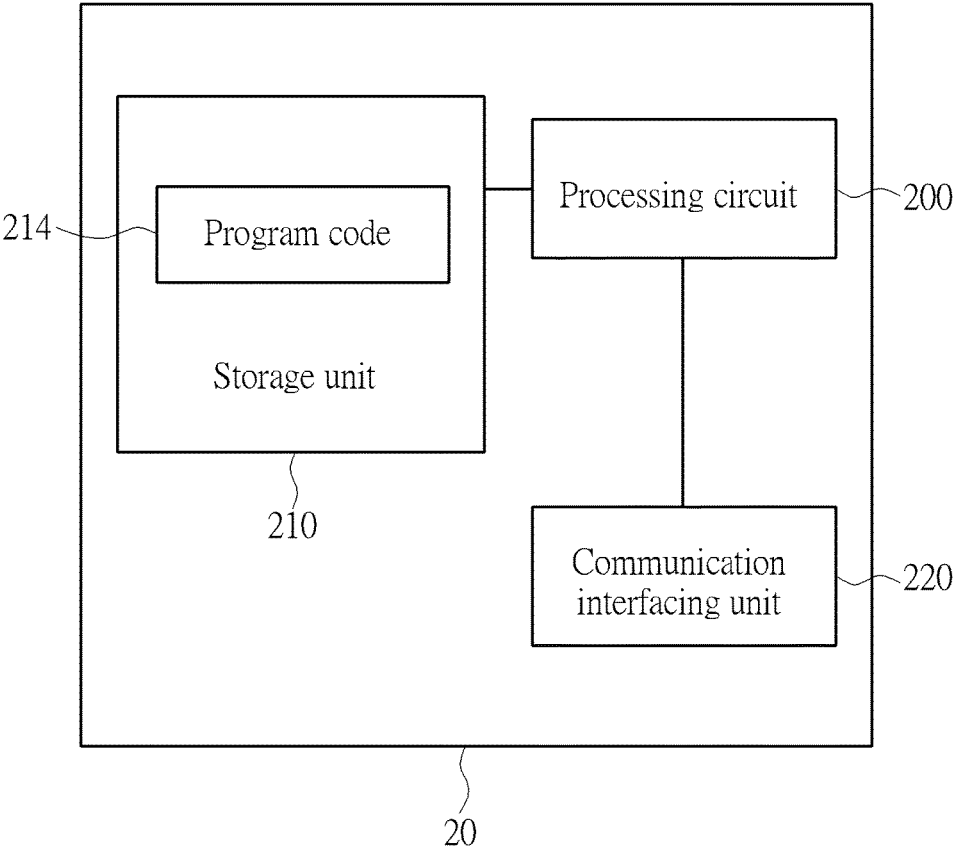 Processing circuit
200
214
Program code
Storage unit
210
Communication
interfacing unit
220
20